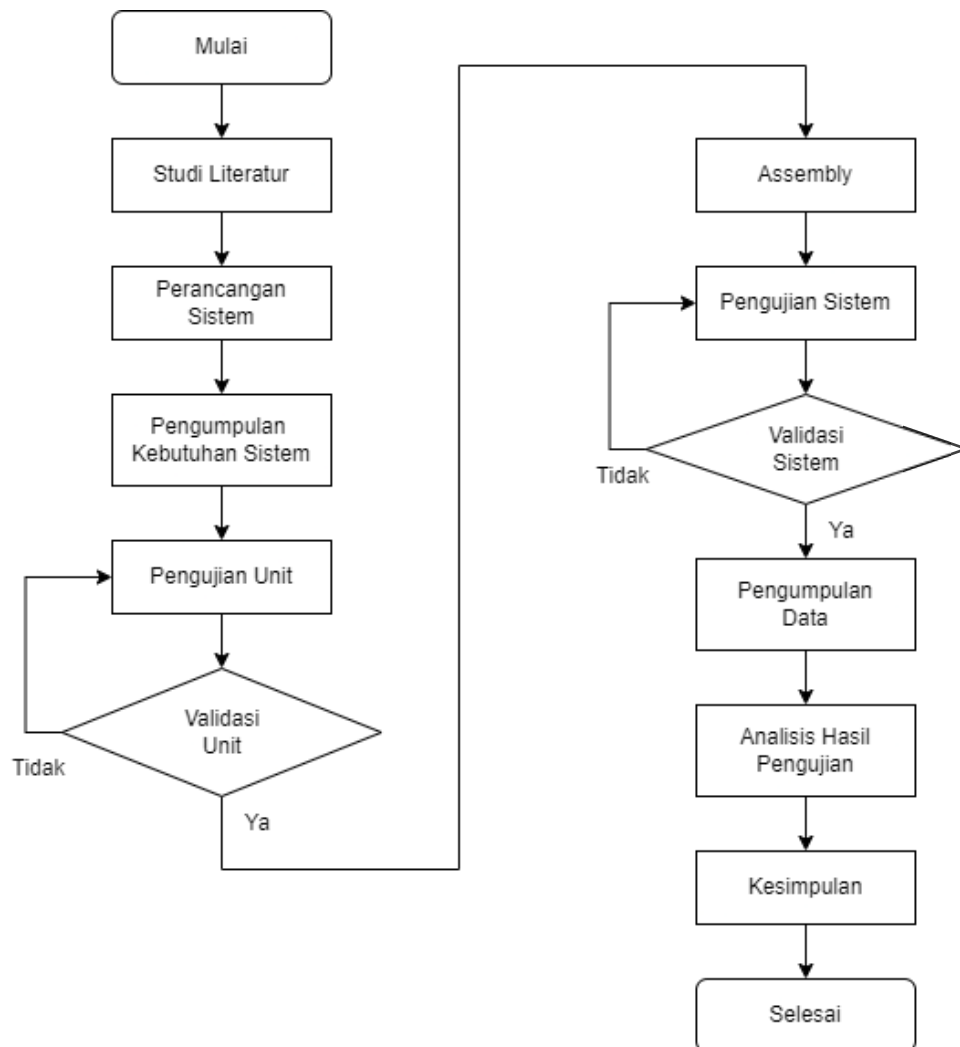 Mulai
Studi Literatur
Perancangan
Sistem
Pengumpulan
Kebutuhan Sistem
Pengujian Unit
Validasi
Unit
Tidak
Ya
Assembly
Pengujian Sistem
Validasi
Sistem
Tidak
Ya
Pengumpulan
Data
Analisis Hasil
Pengujian
Kesimpulan
Selesai